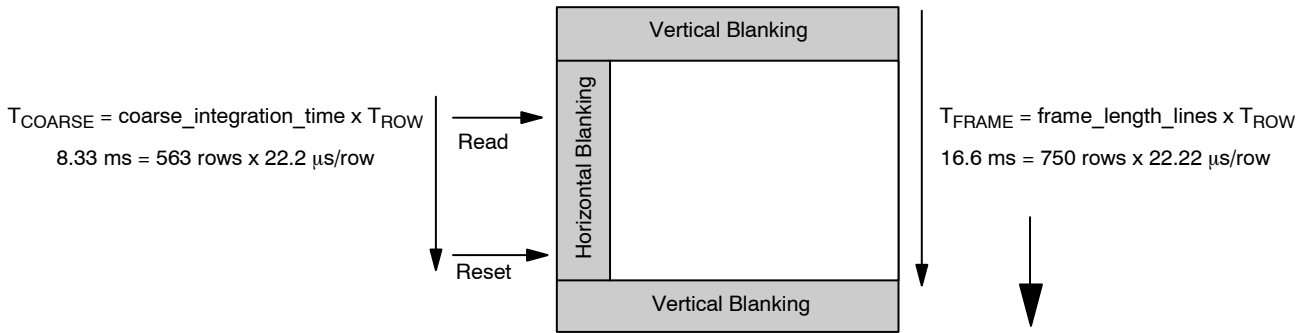 Vertical Blanking
T_COARSE = coarse_integration_time x T_ROW
8.33 ms = 563 rows x 22.2 μs/row
Read
Reset
Horizontal Blanking
T_FRAME = frame_length_lines x T_ROW
16.6 ms = 750 rows x 22.22 μs/row
Vertical Blanking